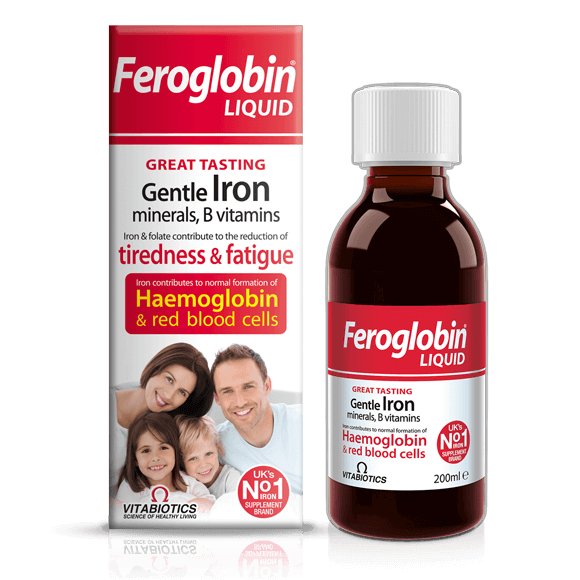 Feroglobin®
LIQUID
GREAT TASTING
Gentle Iron
minerals, B vitamins
Iron & folate contribute to the reduction of
tiredness & fatigue
Iron contributes to normal formation of
Haemoglobin
& red blood cells
UK's
No1
IRON
SUPPLEMENT
BRAND
VITABIOTICS
SCIENCE OF HEALTHY LIVING
Feroglobin®
LIQUID
GREAT TASTING
Gentle Iron
minerals, B vitamins
Iron contributes to normal formation of
Haemoglobin
& red blood cells
UK's
No1
IRON
SUPPLEMENT
BRAND
VITABIOTICS
200ml e